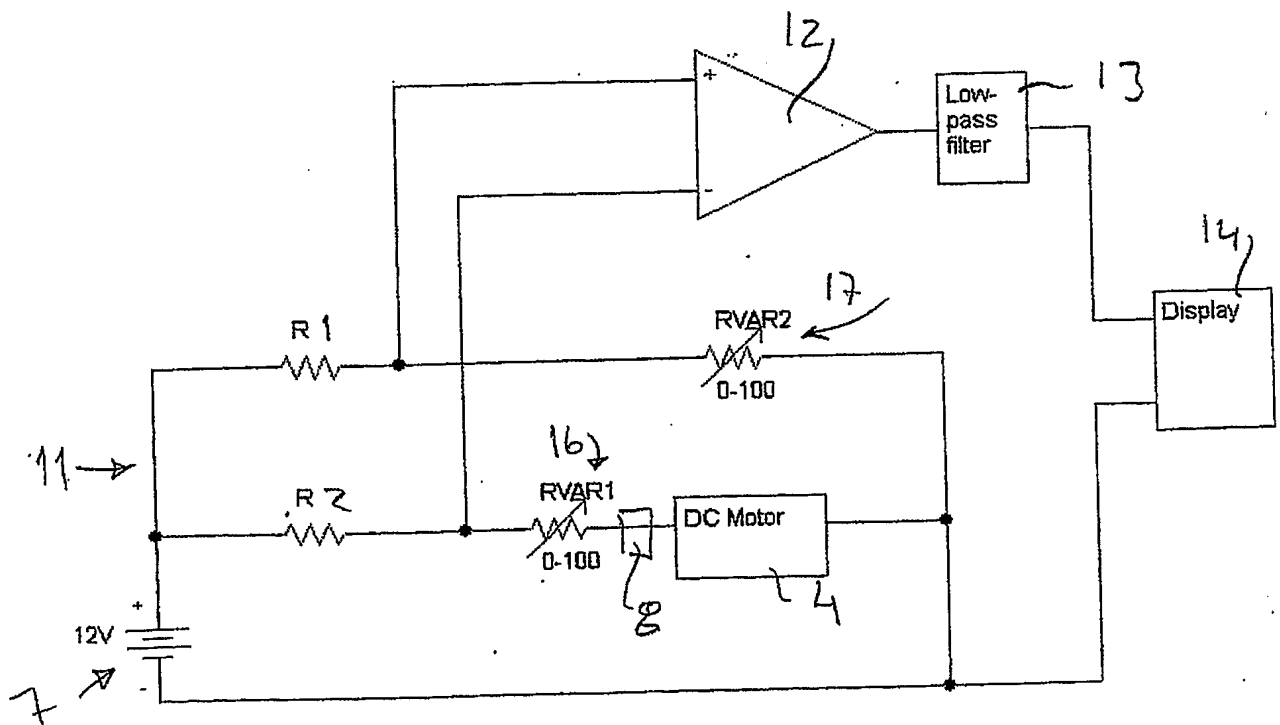 12
+
-
Low-
pass
filter
13
14
Display
17
R 1
RVAR2
0-100
11
16
R 2
RVAR1
0-100
8
DC Motor
4
+
12V
-
7